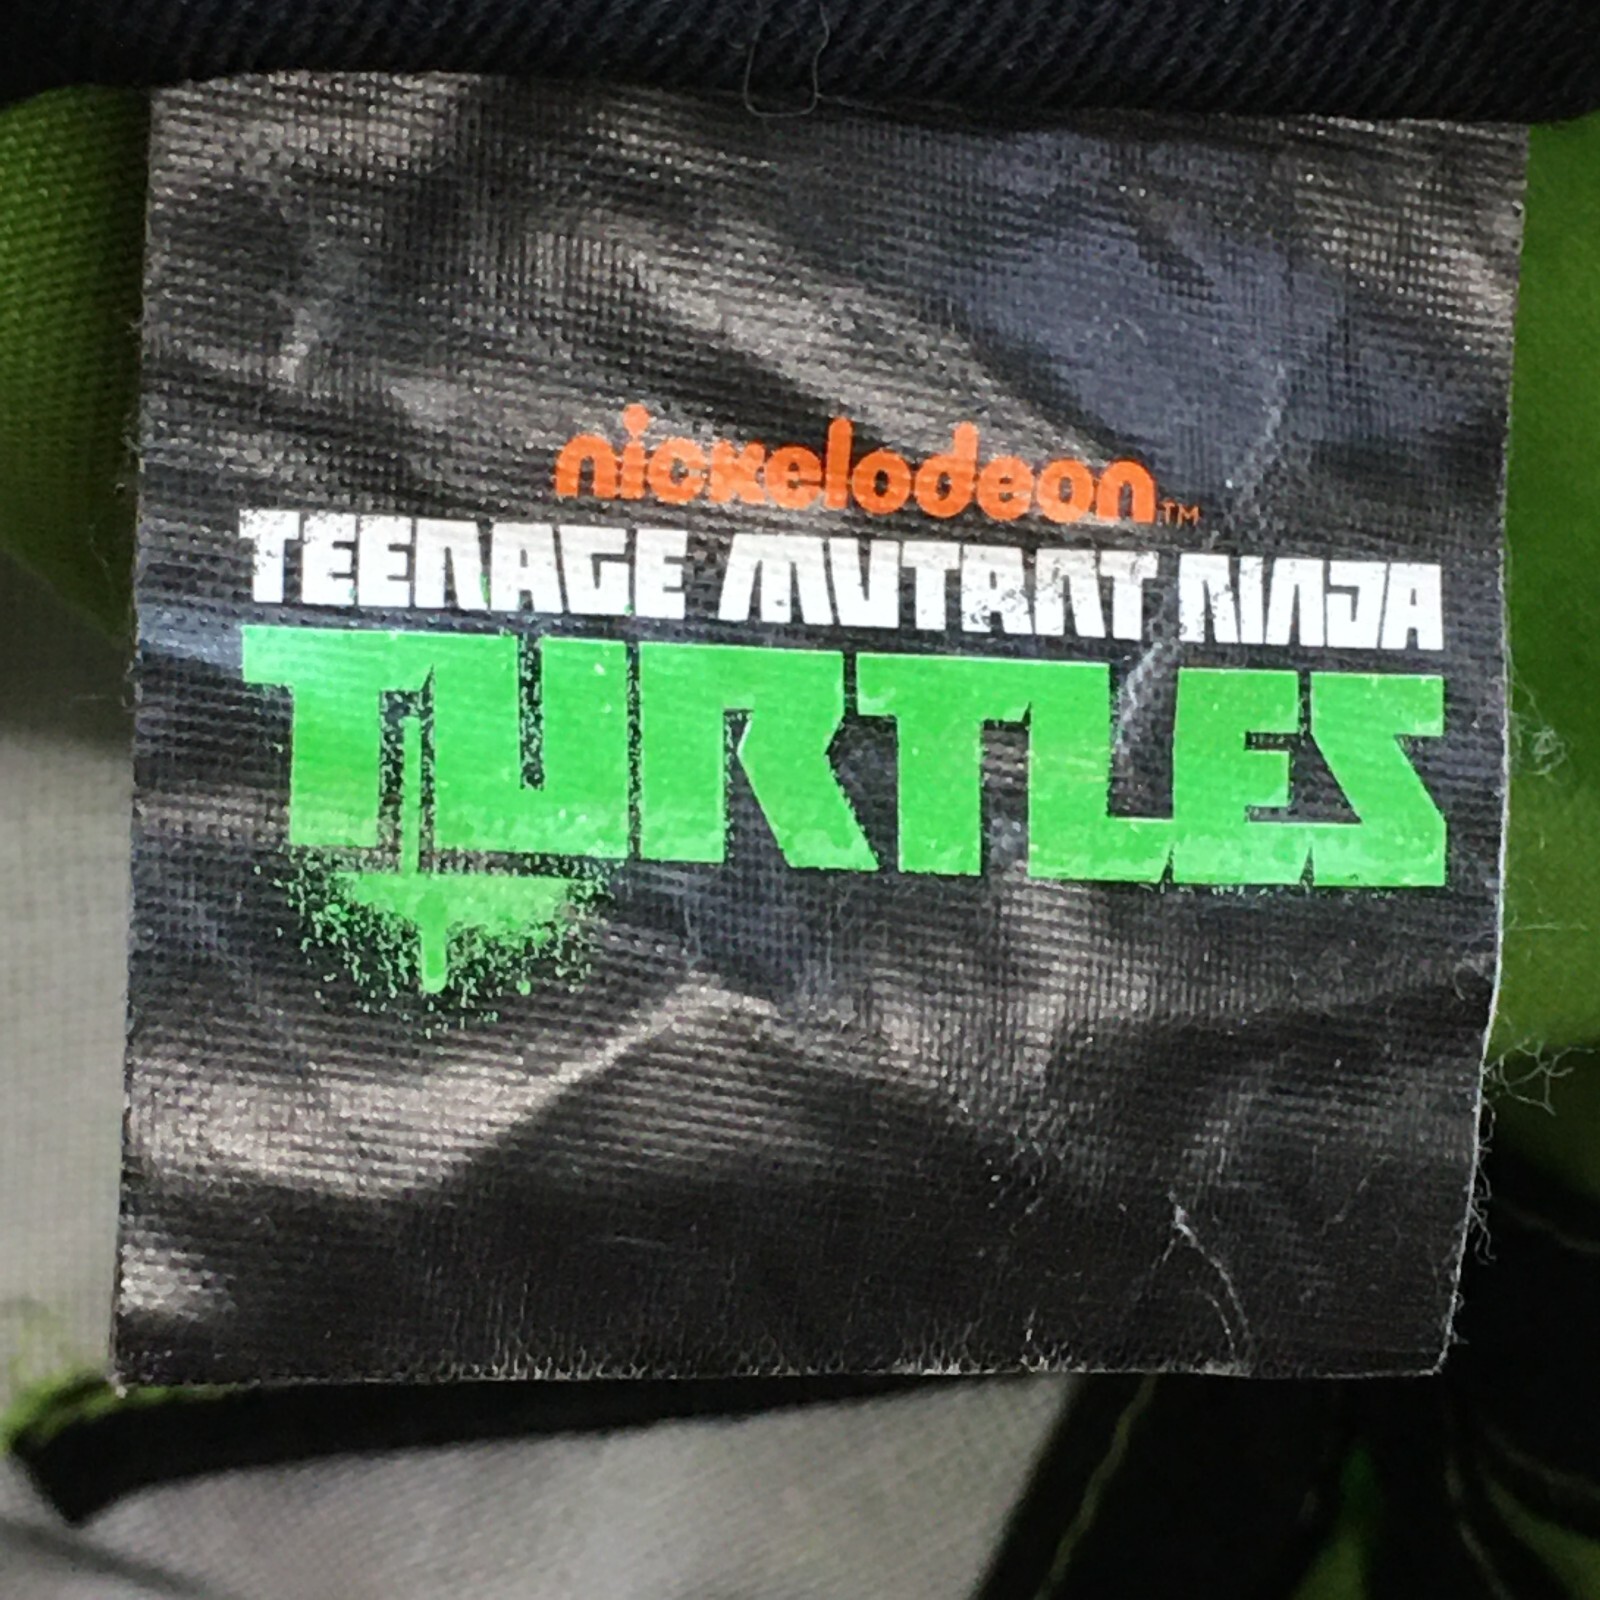 nickelodeon™
TEENAGE MUTANT NINJA
TURTLES